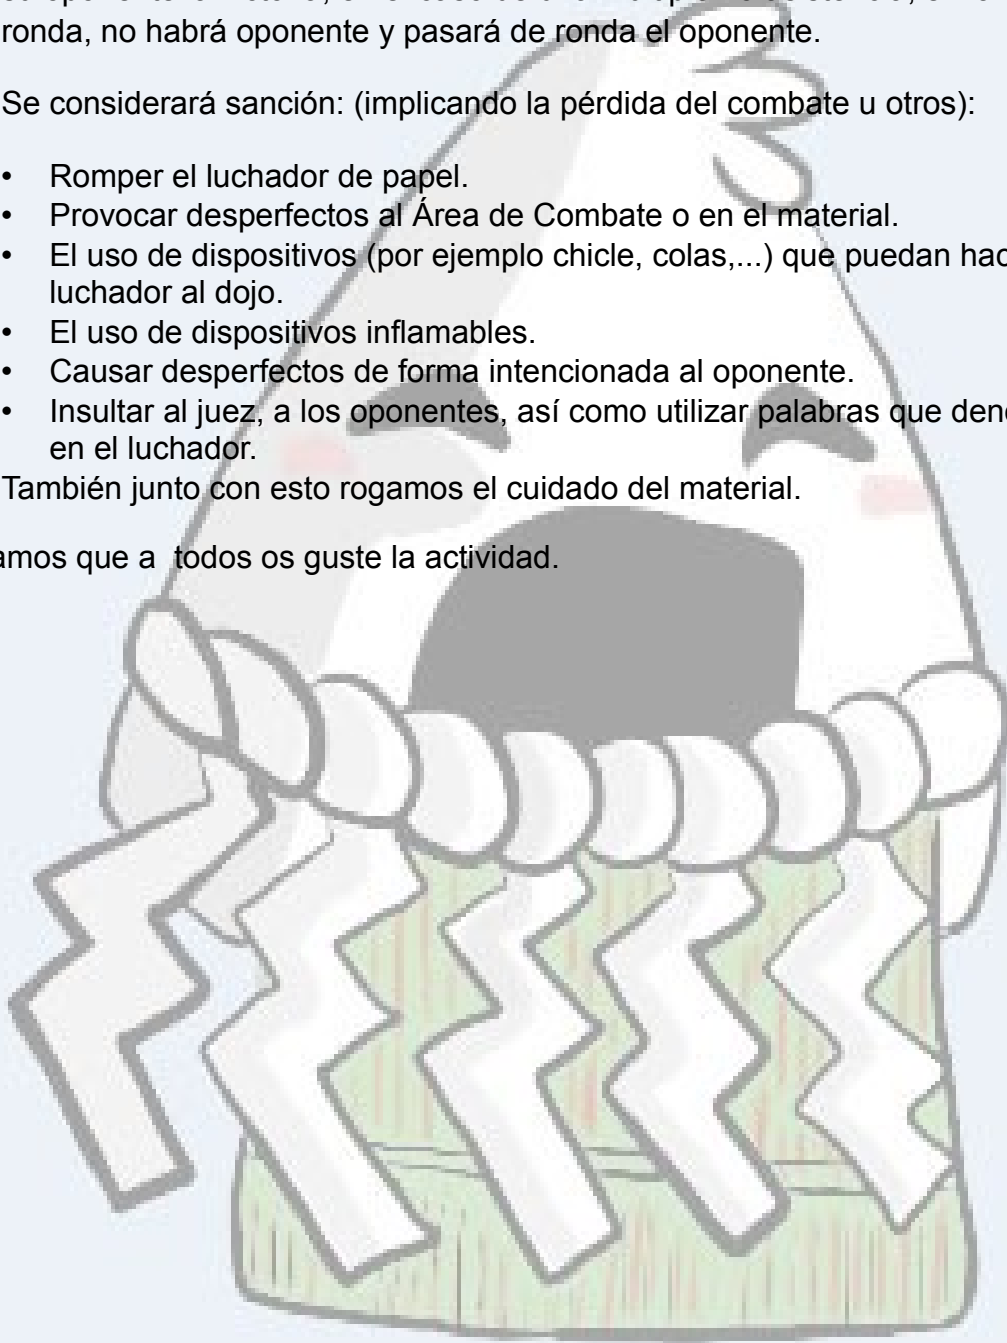 ronda, no habrá oponente y pasará de ronda el oponente.
Se considerará sanción: (implicando la pérdida del combate u otros):
• Romper el luchador de papel.
• Provocar desperfectos al Área de Combate o en el material.
• El uso de dispositivos (por ejemplo chicle, colas,...) que puedan hac
luchador al dojo.
• El uso de dispositivos inflamables.
• Causar desperfectos de forma intencionada al oponente.
• Insultar al juez, a los oponentes, así como utilizar palabras que den
en el luchador.
También junto con esto rogamos el cuidado del material.
amos que a todos os guste la actividad.